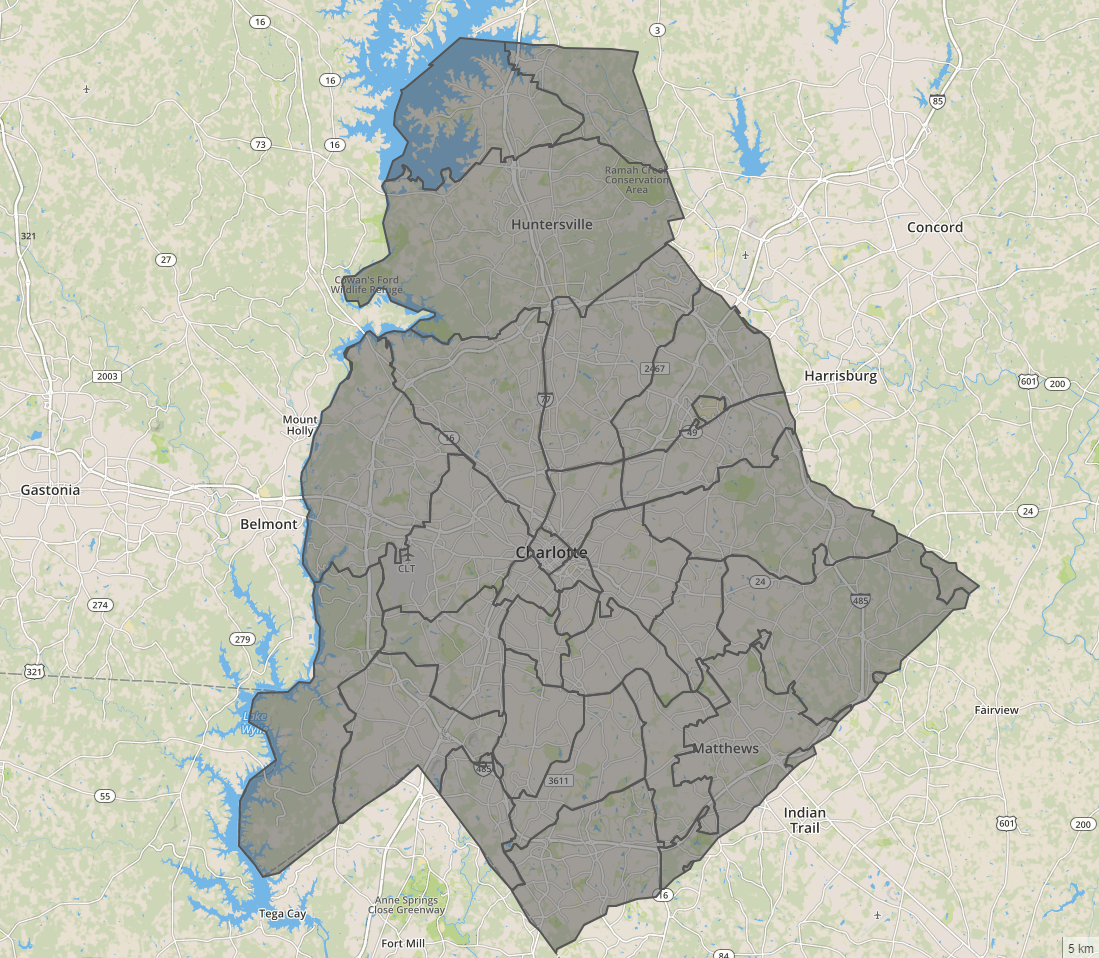 16
3
16
85
73
16
Ramah Creek
Conservation
Area
Huntersville
Concord
321
27
Cowan's Ford
Wildlife Refuge
2467
Harrisburg
2003
601
200
77
Mount
Holly
16
49
Gastonia
Belmont
24
Charlotte
CLT
24
485
274
279
321
Lake
Wylie
Fairview
Matthews
485
3611
55
Indian
Trail
601
200
16
Anne Springs
Close Greenway
Tega Cay
Fort Mill
84
5 km